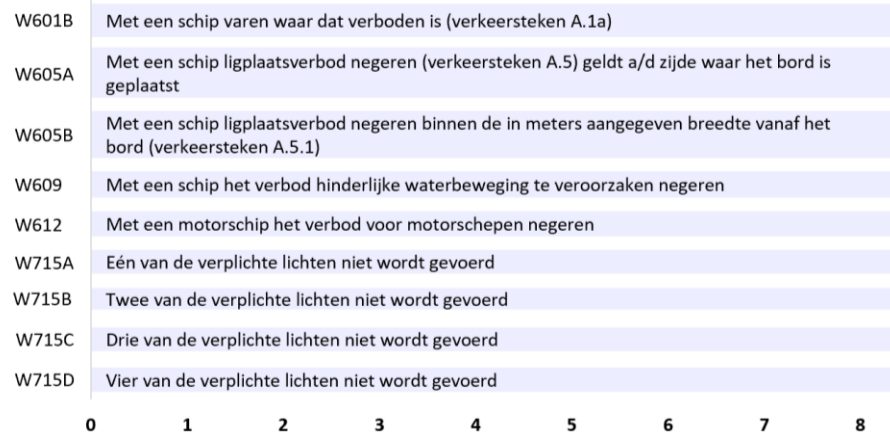 W601B Met een schip varen waar dat verboden is (verkeersteken A.1a)
W605A Met een schip ligplaatsverbod negeren (verkeersteken A.5) geldt a/d zijde waar het bord is
geplaatst
W605B Met een schip ligplaatsverbod negeren binnen de in meters aangegeven breedte vanaf het
bord (verkeersteken A.5.1)
W609 Met een schip het verbod hinderlijke waterbeweging te veroorzaken negeren
W612 Met een motorschip het verbod voor motorschepen negeren
W715A Eén van de verplichte lichten niet wordt gevoerd
W715B Twee van de verplichte lichten niet wordt gevoerd
W715C Drie van de verplichte lichten niet wordt gevoerd
W715D Vier van de verplichte lichten niet wordt gevoerd
0 1 2 3 4 5 6 7 8